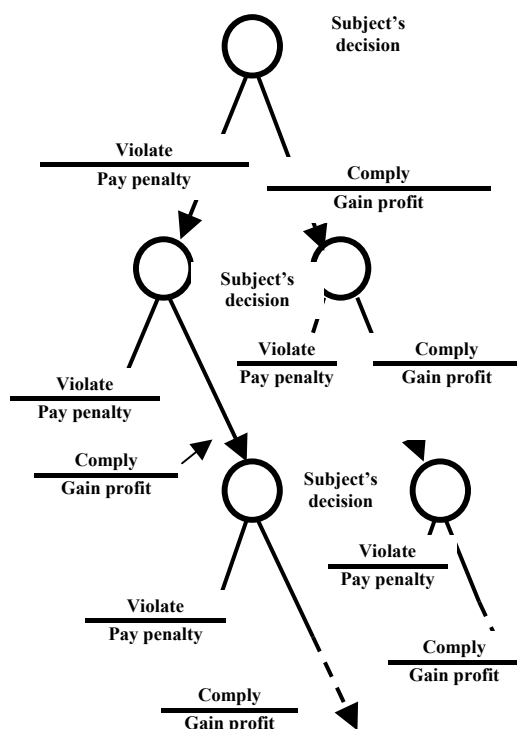 Subject's
decision
Violate
Pay penalty
Comply
Gain profit
Subject's
decision
Violate
Pay penalty
Comply
Gain profit
Violate
Pay penalty
Comply
Gain profit
Subject's
decision
Violate
Pay penalty
Violate
Pay penalty
Comply
Gain profit
Comply
Gain profit